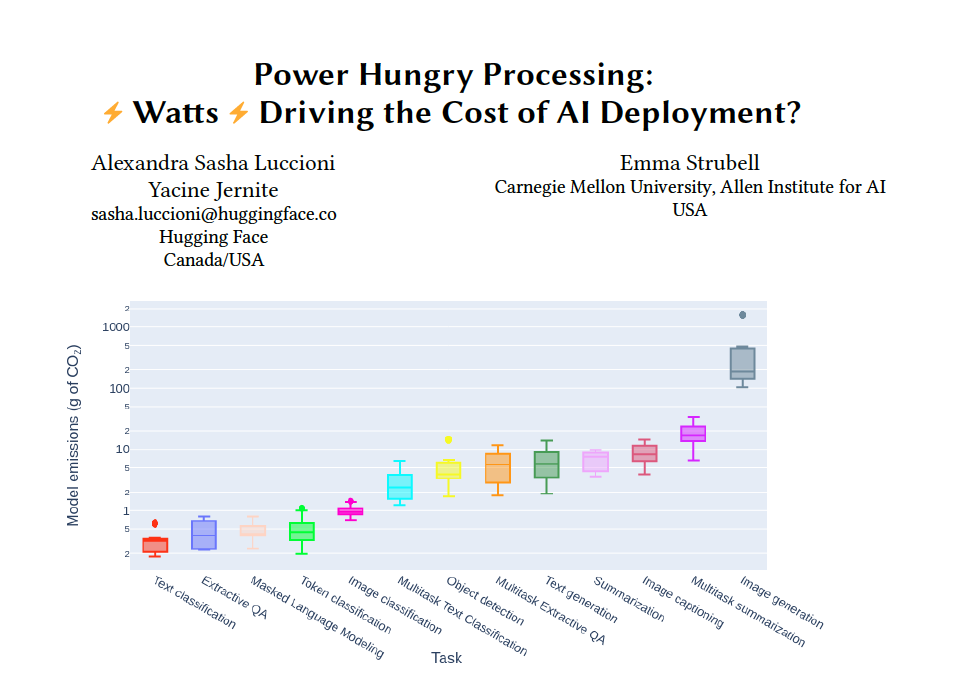 Power Hungry Processing:
⚡ Watts ⚡ Driving the Cost of AI Deployment?
Alexandra Sasha Luccioni
Yacine Jernite
sasha.luccioni@huggingface.co
Hugging Face
Canada/USA
Emma Strubell
Carnegie Mellon University, Allen Institute for AI
USA
Model emissions (g of CO₂)
2
1000
5
2
100
5
2
10
5
2
1
5
2
Text classification
Extractive QA
Masked Language Modeling
Token classification
Image classification
Multitask Text Classification
Object detection
Multitask Extractive QA
Text generation
Summarization
Image captioning
Multitask summarization
Image generation
Task